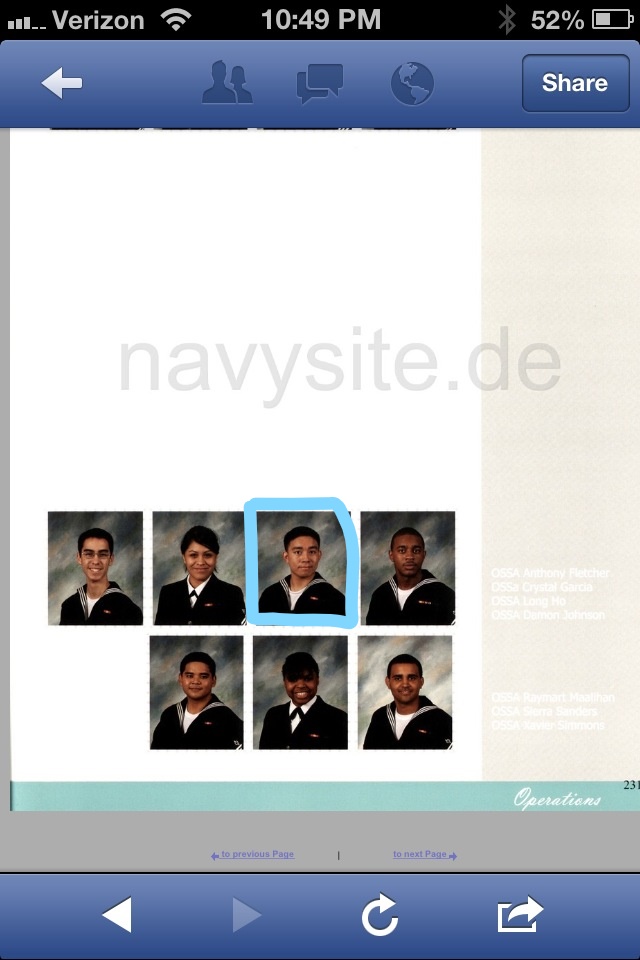 Verizon 10:49 PM 52%
Share
navysite.de
OSSA Anthony Fletcher
OSSa Crystal Garcia
OSSA Long Ho
OSSA Damon Johnson
OSSA Raymart Maalihan
OSSA Sierra Sanders
OSSA Xavier Simmons
231
Operations
to previous Page | to next Page